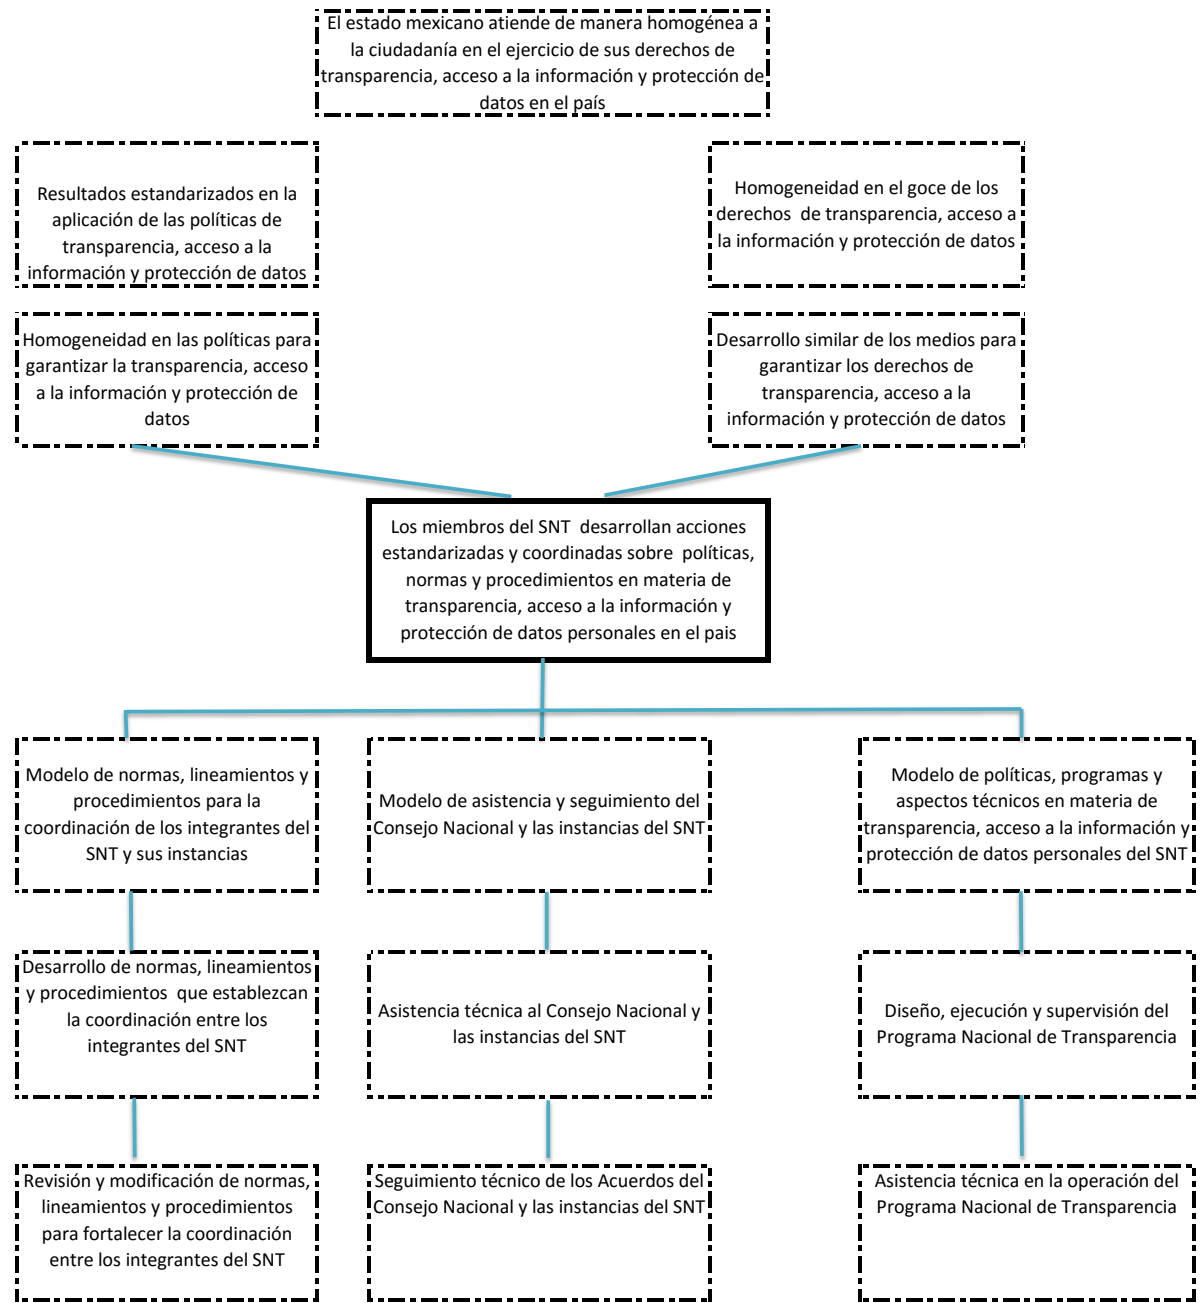 El estado mexicano atiende de manera homogénea a
la ciudadanía en el ejercicio de sus derechos de
transparencia, acceso a la información y protección de
datos en el país
Resultados estandarizados en la
aplicación de las políticas de
transparencia, acceso a la
información y protección de datos
Homogeneidad en el goce de los
derechos de transparencia, acceso a
la información y protección de datos
Homogeneidad en las políticas para
garantizar la transparencia, acceso
a la información y protección de
datos
Desarrollo similar de los medios para
garantizar los derechos de
transparencia, acceso a la
información y protección de datos
Los miembros del SNT desarrollan acciones
estandarizadas y coordinadas sobre políticas,
normas y procedimientos en materia de
transparencia, acceso a la información y
protección de datos personales en el pais
Modelo de normas, lineamientos y
procedimientos para la
coordinación de los integrantes del
SNT y sus instancias
Modelo de asistencia y seguimiento del
Consejo Nacional y las instancias del SNT
Modelo de políticas, programas y
aspectos técnicos en materia de
transparencia, acceso a la información y
protección de datos personales del SNT
Desarrollo de normas, lineamientos
y procedimientos que establezcan
la coordinación entre los
integrantes del SNT
Asistencia técnica al Consejo Nacional y
las instancias del SNT
Diseño, ejecución y supervisión del
Programa Nacional de Transparencia
Revisión y modificación de normas,
lineamientos y procedimientos
para fortalecer la coordinación
entre los integrantes del SNT
Seguimiento técnico de los Acuerdos del
Consejo Nacional y las instancias del SNT
Asistencia técnica en la operación del
Programa Nacional de Transparencia